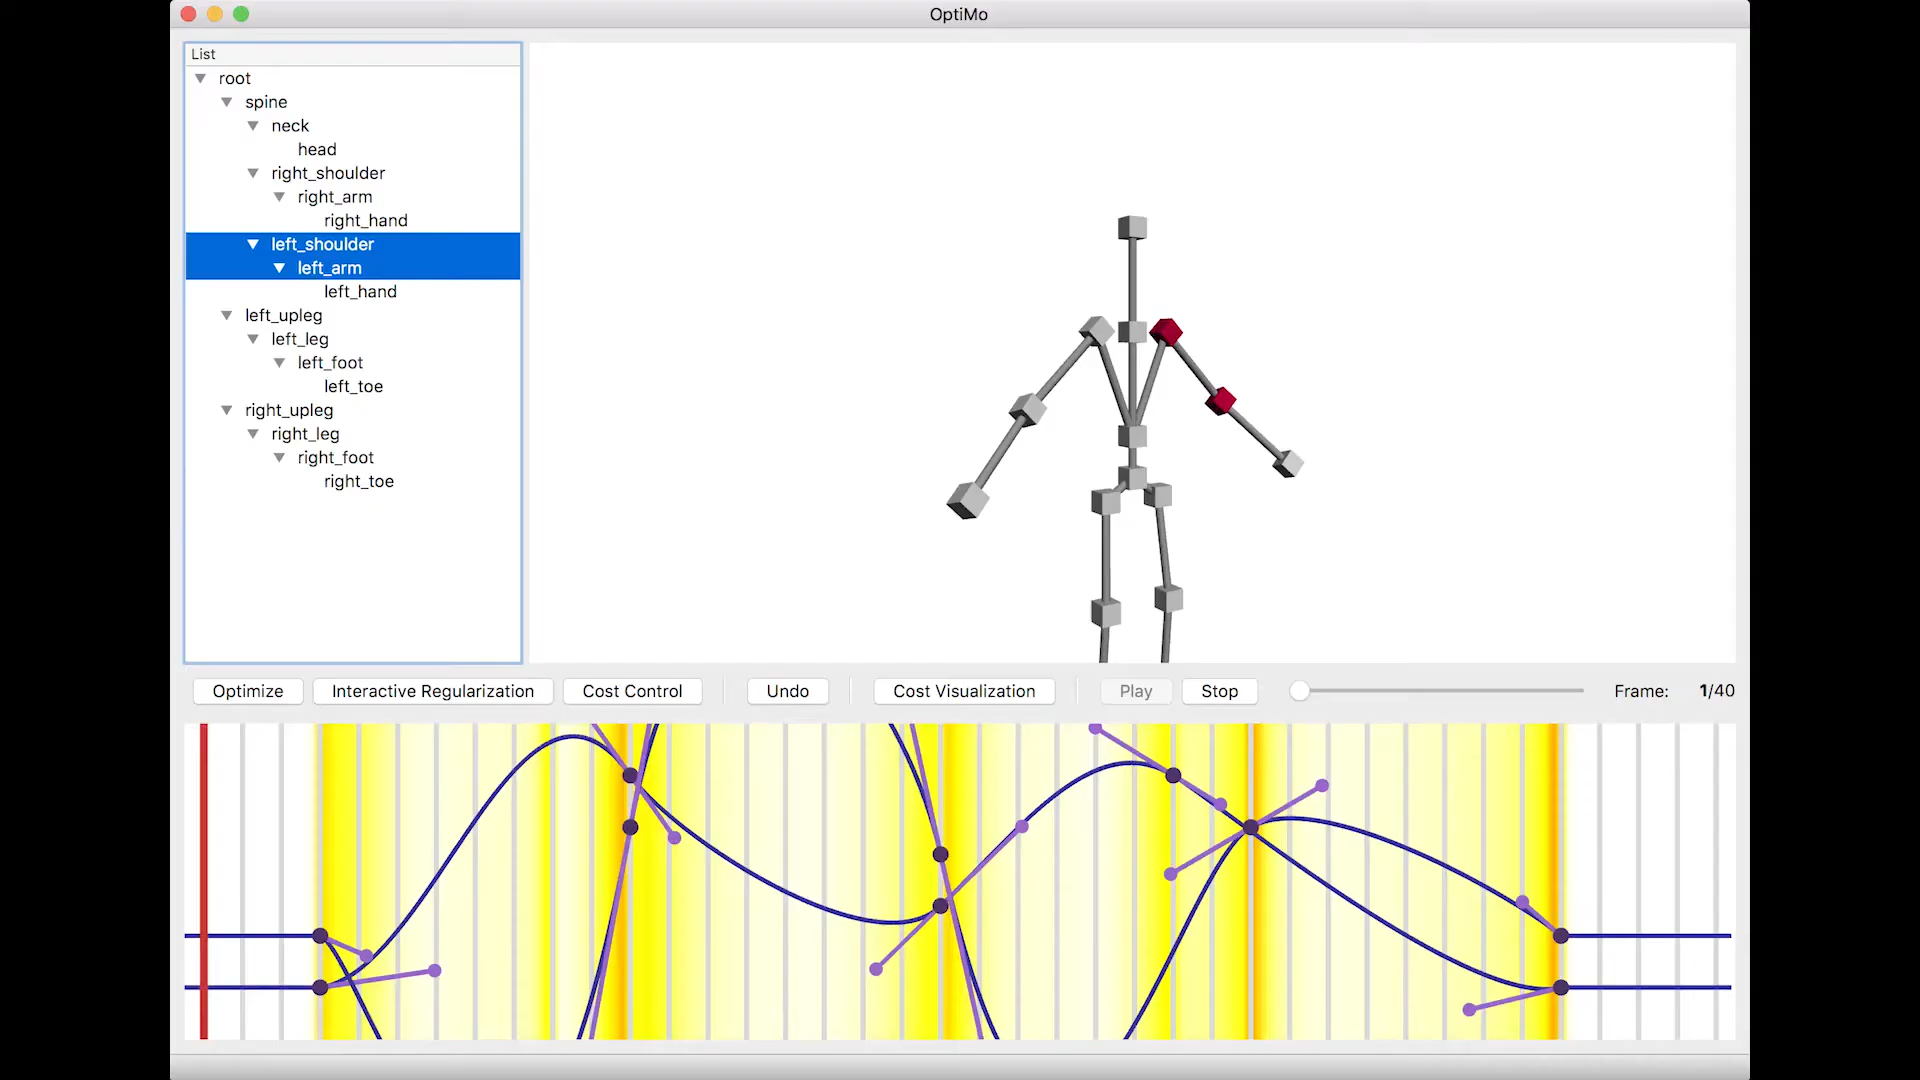 OptiMo
List
root
spine
neck
head
right_shoulder
right_arm
right_hand
left_shoulder
left_arm
left_hand
left_upleg
left_leg
left_foot
left_toe
right_upleg
right_leg
right_foot
right_toe
Optimize Interactive Regularization Cost Control Undo Cost Visualization Play Stop Frame: 1/40